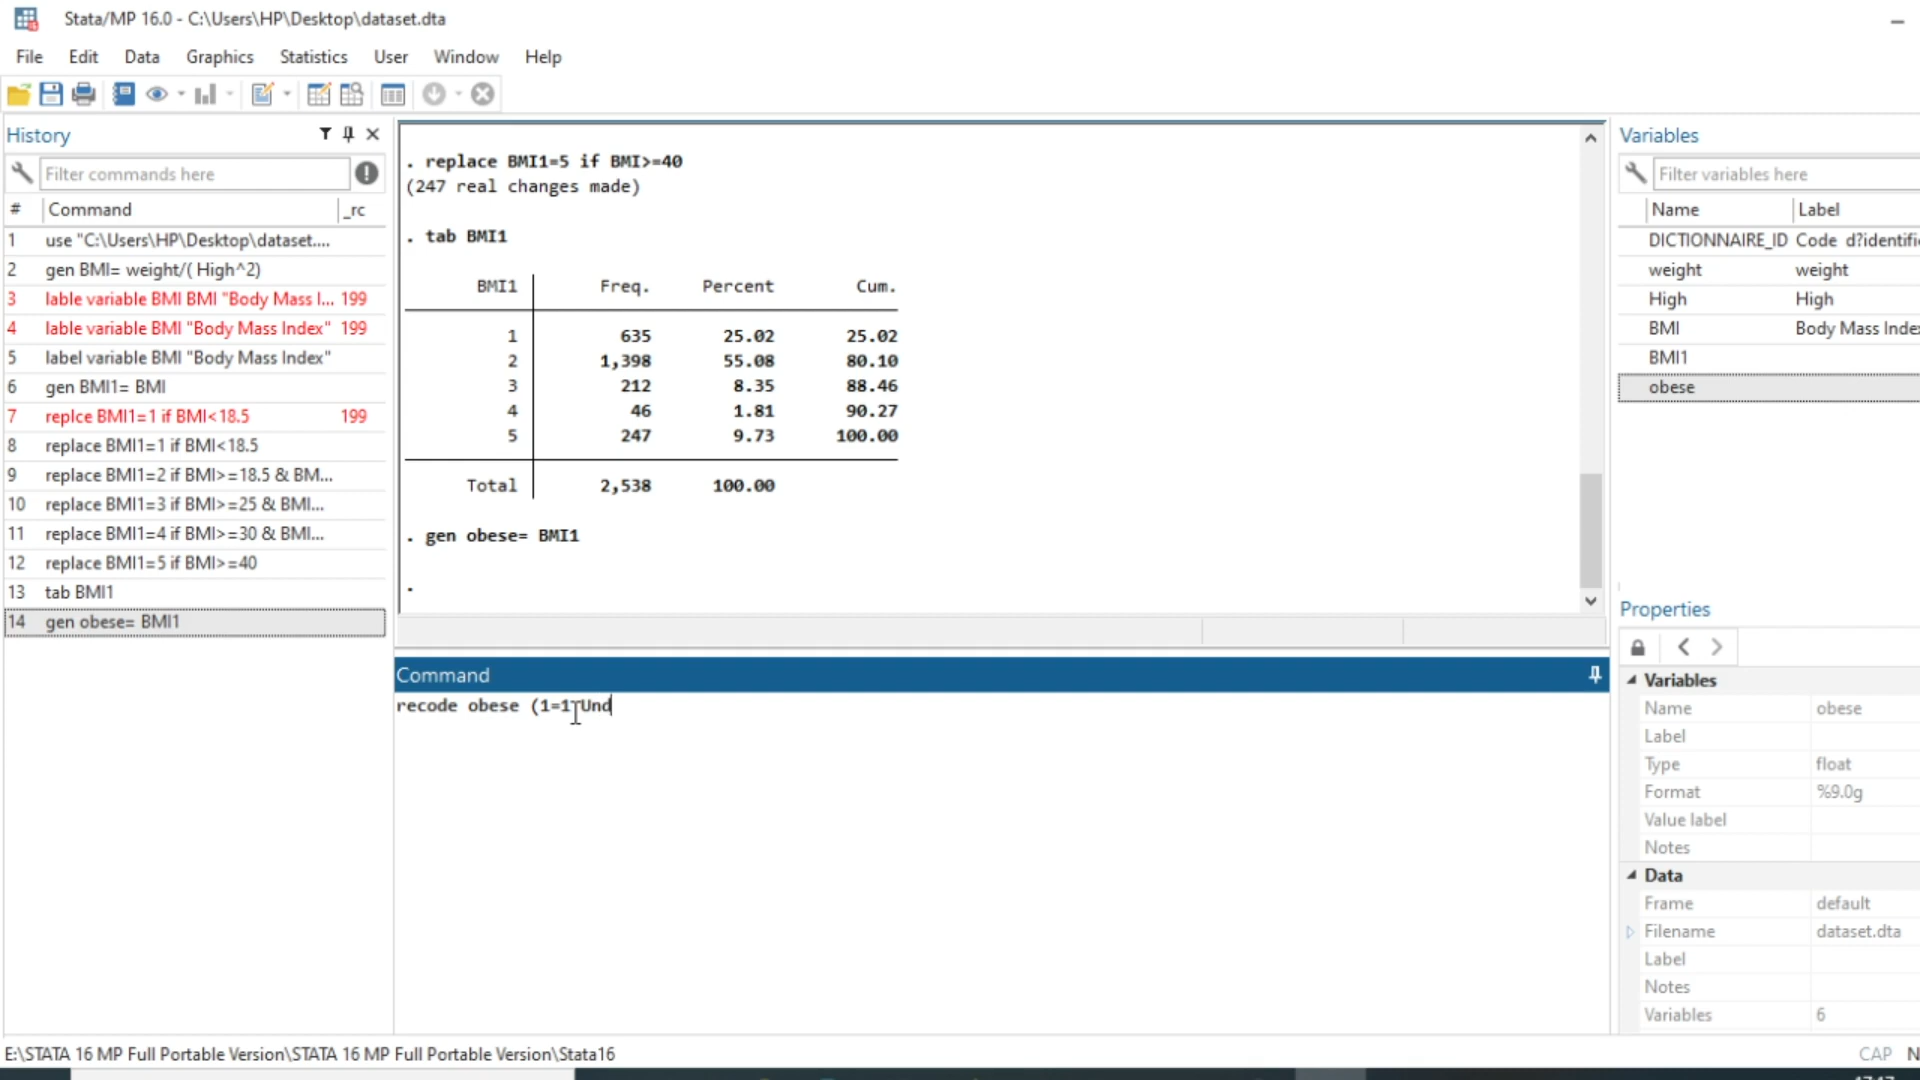 Stata/MP 16.0 - C:\Users\HP\Desktop\dataset.dta
File Edit Data Graphics Statistics User Window Help
History
Filter commands here
# Command _rc
1 use "C:\Users\HP\Desktop\dataset....
2 gen BMI= weight/( High^2)
3 lable variable BMI BMI "Body Mass I... 199
4 lable variable BMI "Body Mass Index" 199
5 label variable BMI "Body Mass Index"
6 gen BMI1= BMI
7 replce BMI1=1 if BMI<18.5 199
8 replace BMI1=1 if BMI<18.5
9 replace BMI1=2 if BMI>=18.5 & BM...
10 replace BMI1=3 if BMI>=25 & BMI...
11 replace BMI1=4 if BMI>=30 & BMI...
12 replace BMI1=5 if BMI>=40
13 tab BMI1
14 gen obese= BMI1
. replace BMI1=5 if BMI>=40
(247 real changes made)
. tab BMI1
BMI1 Freq. Percent Cum.
1 635 25.02 25.02
2 1,398 55.08 80.10
3 212 8.35 88.46
4 46 1.81 90.27
5 247 9.73 100.00
Total 2,538 100.00
. gen obese= BMI1
.
Command
recode obese (1=1 Und
Variables
Filter variables here
Name Label
DICTIONNAIRE_ID Code d?identifi
weight weight
High High
BMI Body Mass Inde
BMI1
obese
Properties
Variables
Name obese
Label
Type float
Format %9.0g
Value label
Notes
Data
Frame default
Filename dataset.dta
Label
Notes
Variables 6
E:\STATA 16 MP Full Portable Version\STATA 16 MP Full Portable Version\Stata16
CAP N